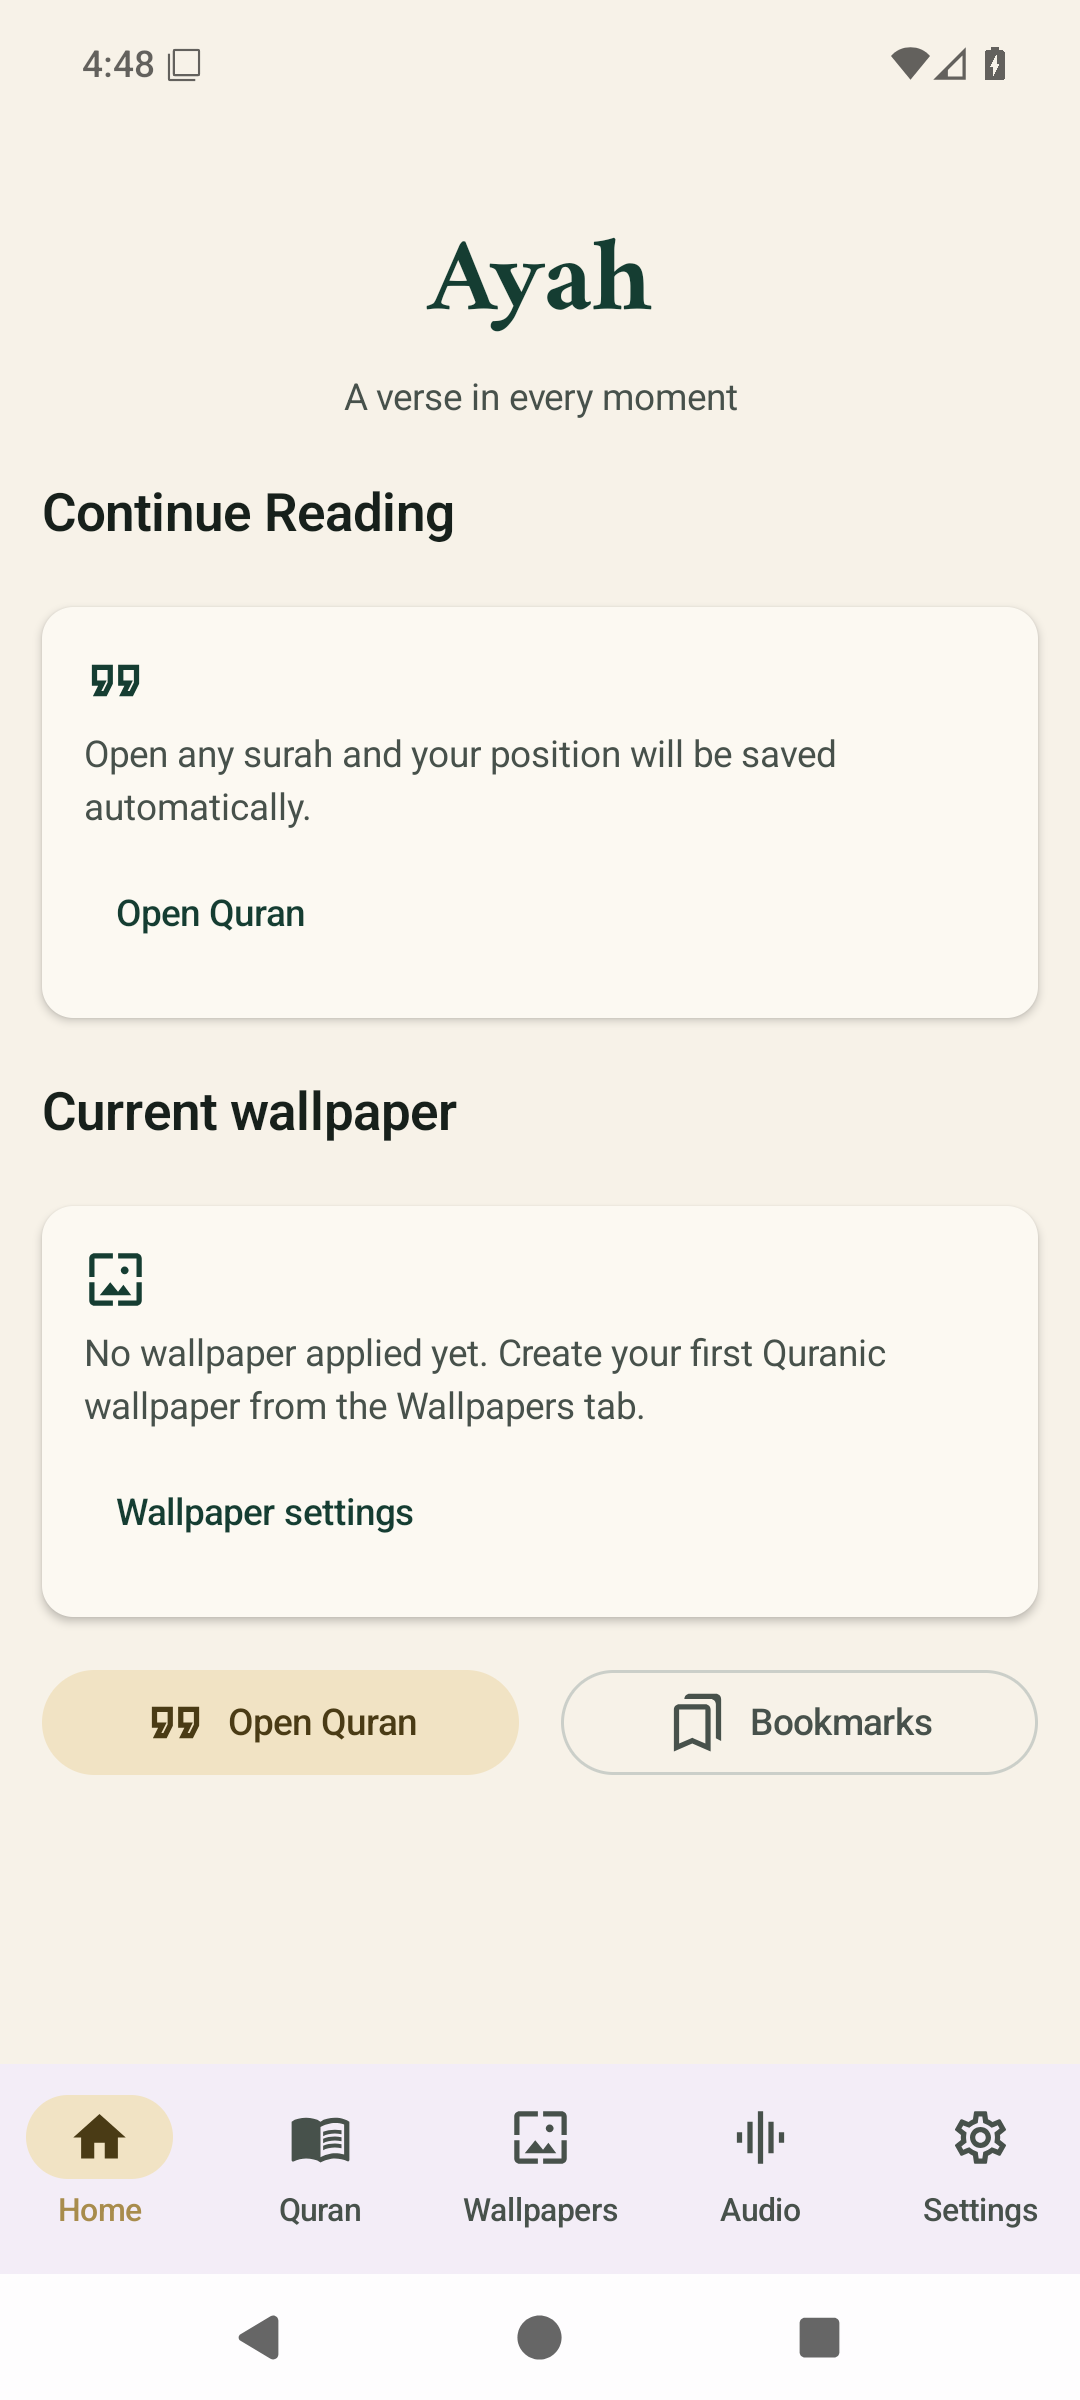 4:48
Ayah
A verse in every moment
Continue Reading
Open any surah and your position will be saved
automatically.
Open Quran
Current wallpaper
No wallpaper applied yet. Create your first Quranic
wallpaper from the Wallpapers tab.
Wallpaper settings
Open Quran
Bookmarks
Home
Quran
Wallpapers
Audio
Settings